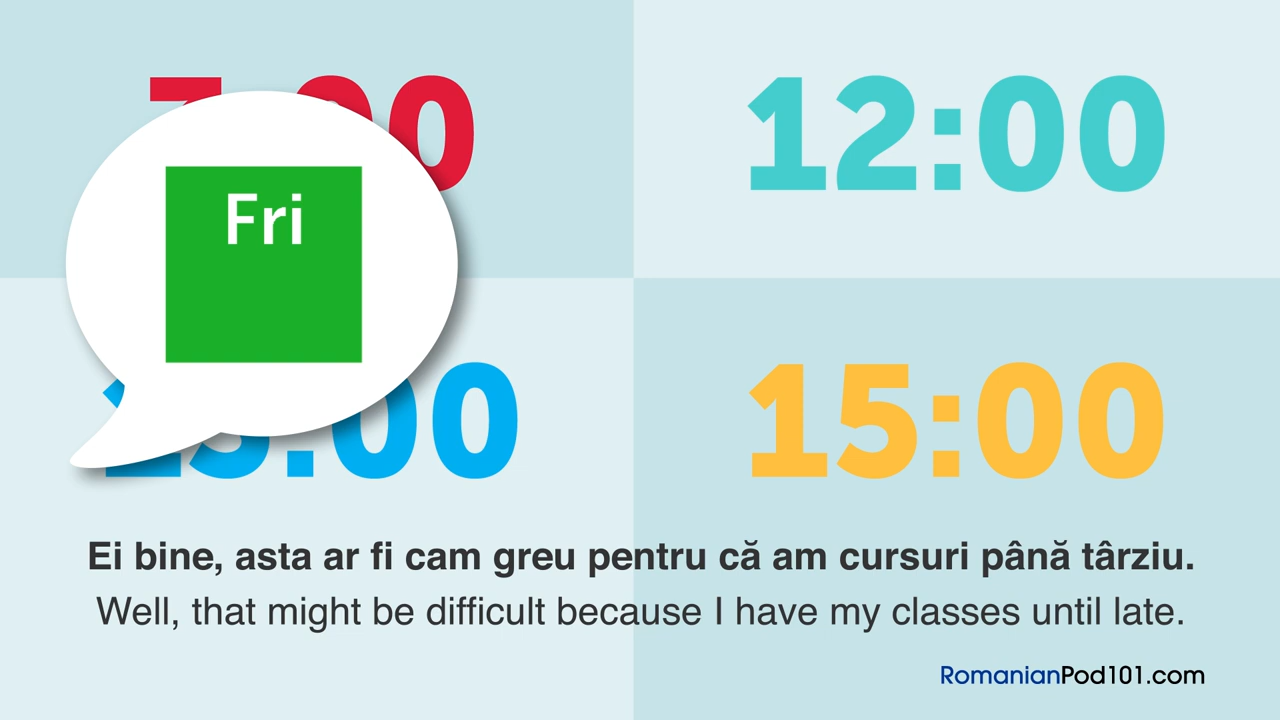 12:00
Fri
15:00
Ei bine, asta ar fi cam greu pentru că am cursuri până târziu.
Well, that might be difficult because I have my classes until late.
RomanianPod101.com